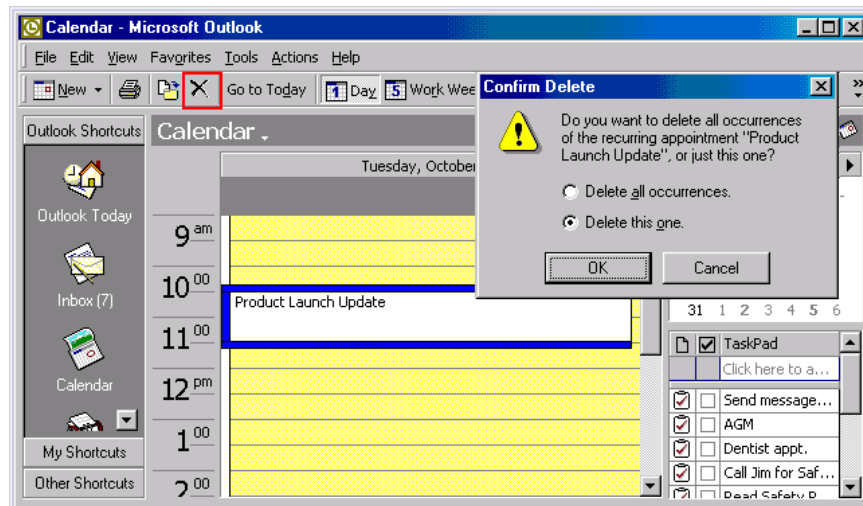 Calendar - Microsoft Outlook
File Edit View Favorites Tools Actions Help
New Go to Today 1 Day 5 Work Wee
Confirm Delete
Do you want to delete all occurrences
of the recurring appointment "Product
Launch Update", or just this one?
Delete all occurrences.
Delete this one.
OK Cancel
Outlook Shortcuts
Calendar
Tuesday, October
Outlook Today
Inbox (7)
Calendar
My Shortcuts
Other Shortcuts
9 am
10 00
Product Launch Update
11 00
12 pm
1 00
2 00
31 1 2 3 4 5 6
TaskPad
Click here to a...
Send message...
AGM
Dentist appt.
Call Jim for Saf...
Read Safety